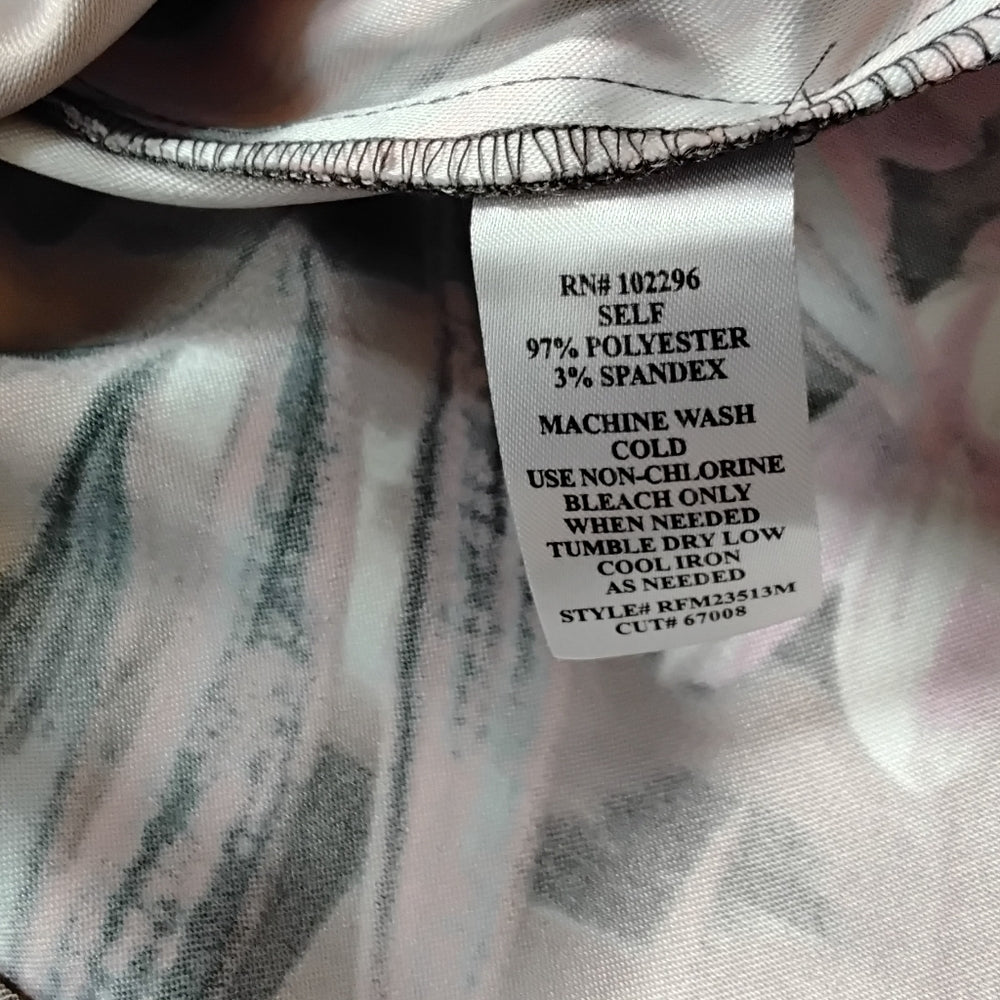 RN# 102296
SELF
97% POLYESTER
3% SPANDEX
MACHINE WASH
COLD
USE NON-CHLORINE
BLEACH ONLY
WHEN NEEDED
TUMBLE DRY LOW
COOL IRON
AS NEEDED
STYLE# RFM23513M
CUT# 67008